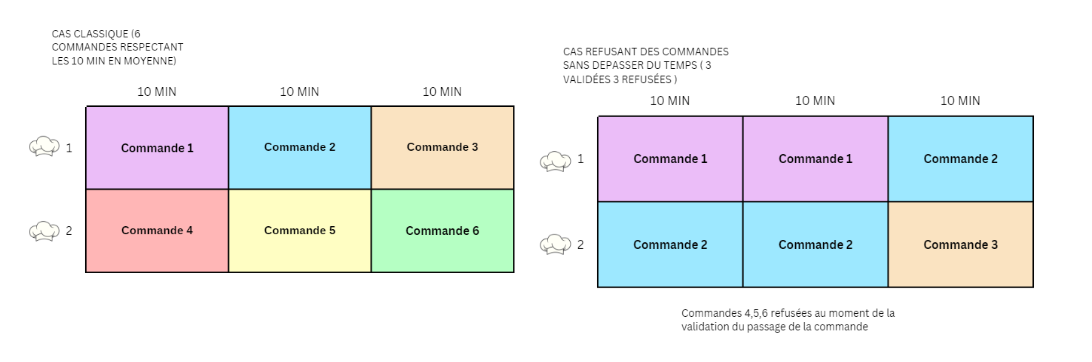 CAS CLASSIQUE (6
COMMANDES RESPECTANT
LES 10 MIN EN MOYENNE)
10 MIN 10 MIN 10 MIN
1 Commande 1 Commande 2 Commande 3
2 Commande 4 Commande 5 Commande 6
CAS REFUSANT DES COMMANDES
SANS DEPASSER DU TEMPS ( 3
VALIDÉES 3 REFUSÉES )
10 MIN 10 MIN 10 MIN
1 Commande 1 Commande 1 Commande 2
2 Commande 2 Commande 2 Commande 3
Commandes 4,5,6 refusées au moment de la
validation du passage de la commande